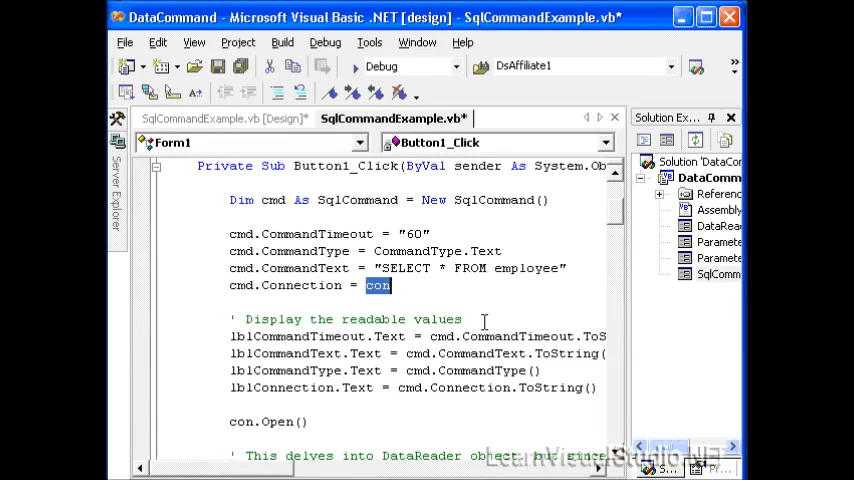 DataCommand - Microsoft Visual Basic .NET [design] - SqlCommandExample.vb*
File Edit View Project Build Debug Tools Window Help
Debug DsAffiliate1
SqlCommandExample.vb [Design]* SqlCommandExample.vb*
Form1 Button1_Click
Server Explorer
Private Sub Button1_Click(ByVal sender As System.Ob
Dim cmd As SqlCommand = New SqlCommand()
cmd.CommandTimeout = "60"
cmd.CommandType = CommandType.Text
cmd.CommandText = "SELECT * FROM employee"
cmd.Connection = con
' Display the readable values
lblCommandTimeout.Text = cmd.CommandTimeout.ToS
lblCommandText.Text = cmd.CommandText.ToString(
lblCommandType.Text = cmd.CommandType()
lblConnection.Text = cmd.Connection.ToString()
con.Open()
' This delves into DataReader object, but since
Solution Ex...
Solution 'DataCo
DataComm
Referenc
Assembly
DataRea
Paramete
Paramete
SqlComm
S... Pr...
LearnVisualStudio.NET